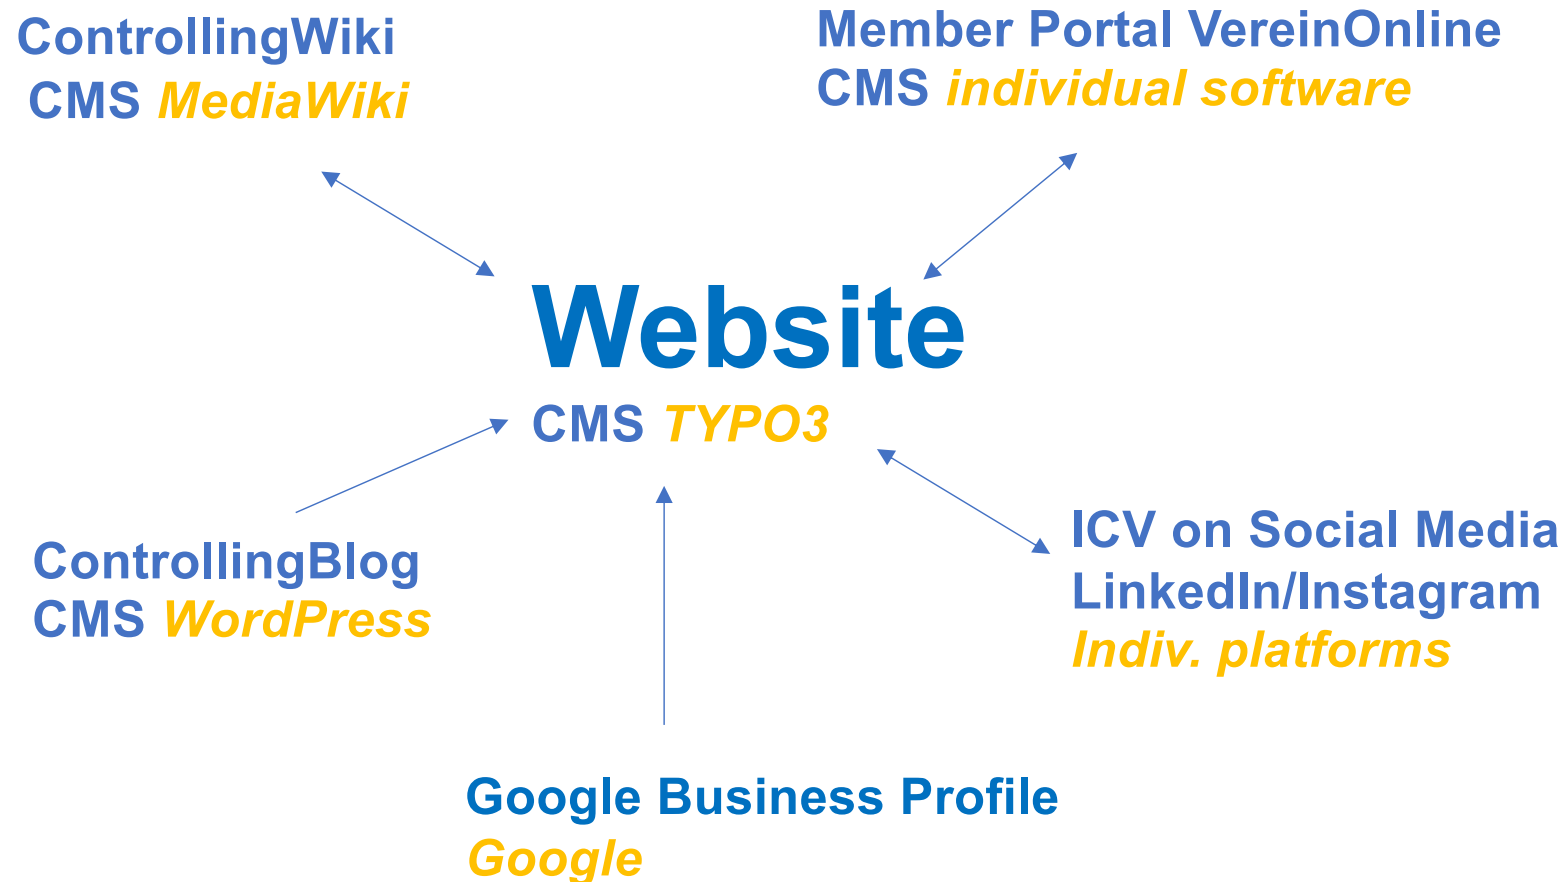 ControllingWiki
CMS MediaWiki
Member Portal VereinOnline
CMS individual software
Website
CMS TYPO3
ControllingBlog
CMS WordPress
ICV on Social Media
LinkedIn/Instagram
Indiv. platforms
Google Business Profile
Google